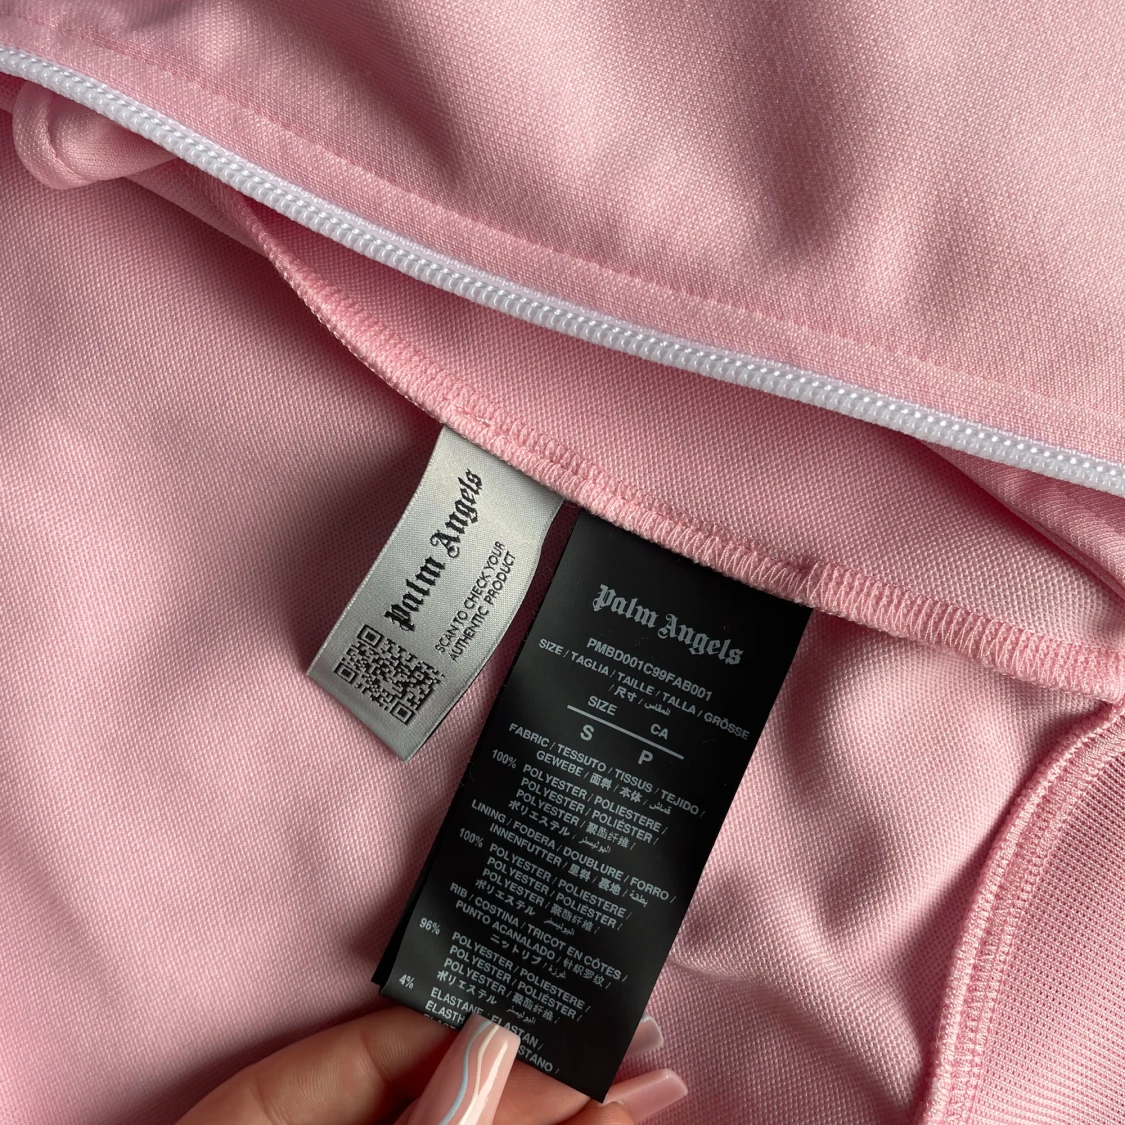 Palm Angels
SCAN TO CHECK YOUR
AUTHENTIC PRODUCT
Palm Angels
PMBD001C99FAB001
SIZE / TAGLIA / TAILLE / TALLA / GRÖSSE
/ 尺寸 / المقاس
SIZE CA
S P
FABRIC / TESSUTO / TISSUS / TEJIDO /
GEWEBE / 面料 / 本体 / قماش
100% POLYESTER / POLIESTERE /
POLYESTER / POLIÉSTER /
POLYESTER / 聚酯纤维 /
ポリエステル / البوليستر
LINING / FODERA / DOUBLURE / FORRO /
INNENFUTTER / 里料 / 裏地 / بطانة
100% POLYESTER / POLIESTERE /
POLYESTER / POLIESTER /
POLYESTER / 聚酯纤维 /
ポリエステル / البوليستر
RIB / COSTINA / TRICOT EN CÔTES /
PUNTO ACANALADO / 针织罗纹 /
ニットリブ /
96% POLYESTER / POLIESTERE /
POLYESTER / POLIESTER /
POLYESTER / 聚酯纤维 /
ポリエステル / البوليستر
4% ELASTANE / ELASTAN /
ELASTH STANO /